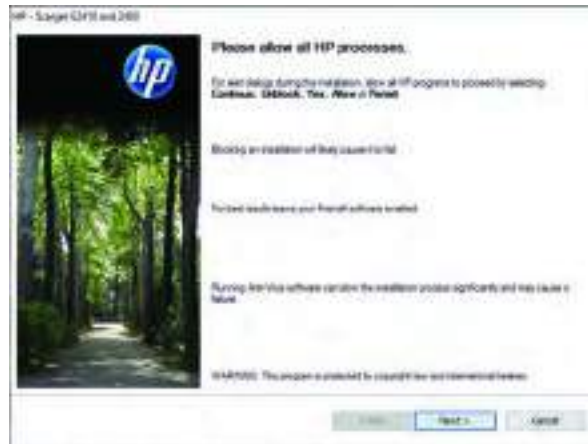 HP - Scanjet G2410 and 2400
hp
Please allow all HP processes.
For alert dialogs during the installation, allow all HP programs to proceed by selecting
Continue, Unblock, Yes, Allow or Permit
Blocking an installation will likely cause it to fail
For best results leave your firewall software enabled
Running Anti-Virus software can slow the installation process significantly and may cause a
failure.
WARNING: This program is protected by copyright law and international treaties.
Next >
Cancel